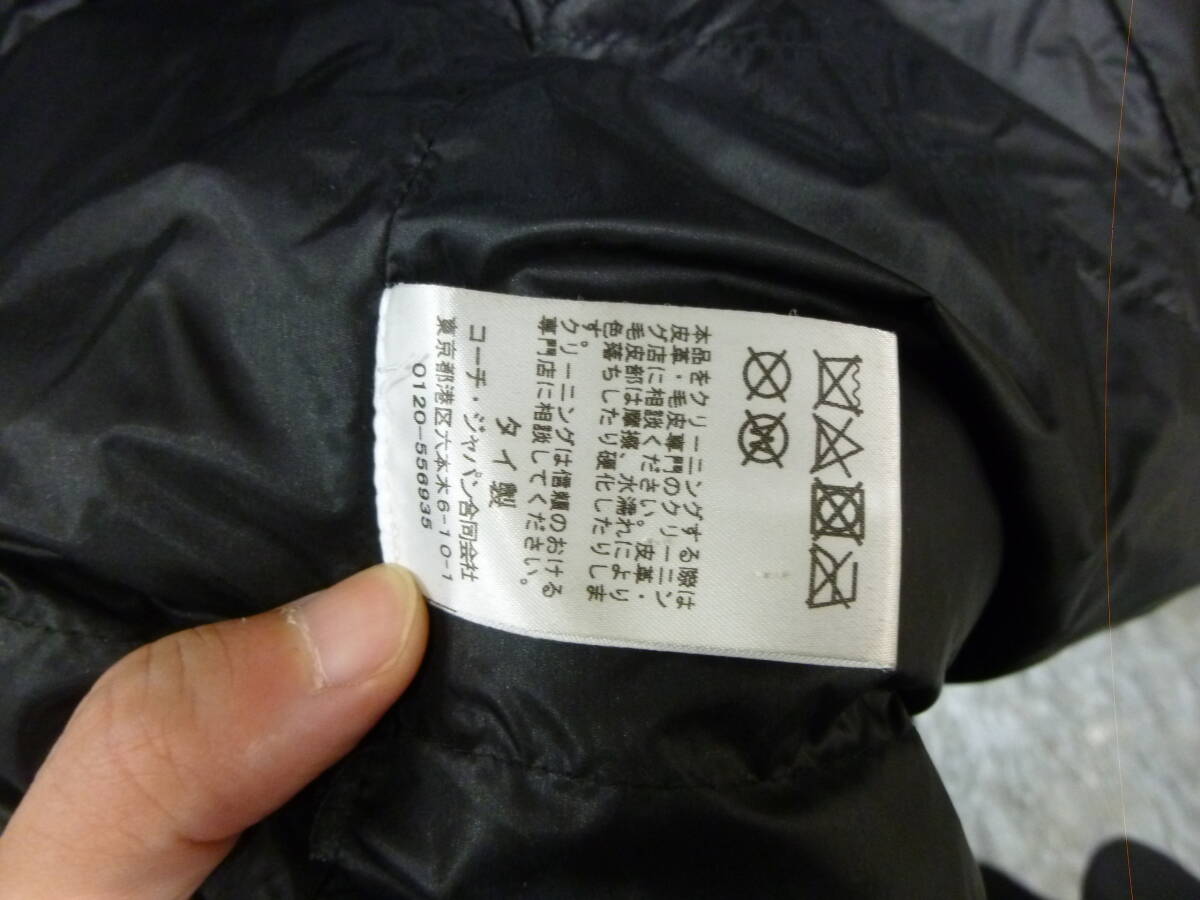 本品をクリーニングする際は
皮革・毛皮専門のクリーニン
グ店に相談ください。皮革・
毛皮部は摩擦、水濡れにより
色落ちしたり硬化したりしま
す。
クリーニングは信頼のおける
専門店に相談してください。
タイ製
コーチ・ジャパン合同会社
東京都港区六本木6-10-1
0120-556935